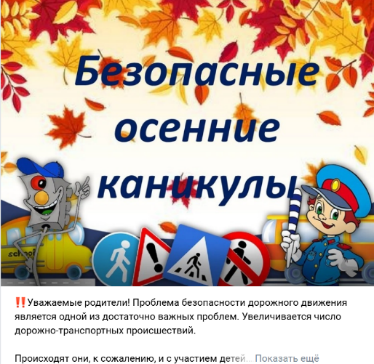 Безопасные
осенние
каникулы
school
‼Уважаемые родители! Проблема безопасности дорожного движения
является одной из достаточно важных проблем. Увеличивается число
дорожно-транспортных происшествий.
Происходят они, к сожалению, и с участием детей... Показать ещё